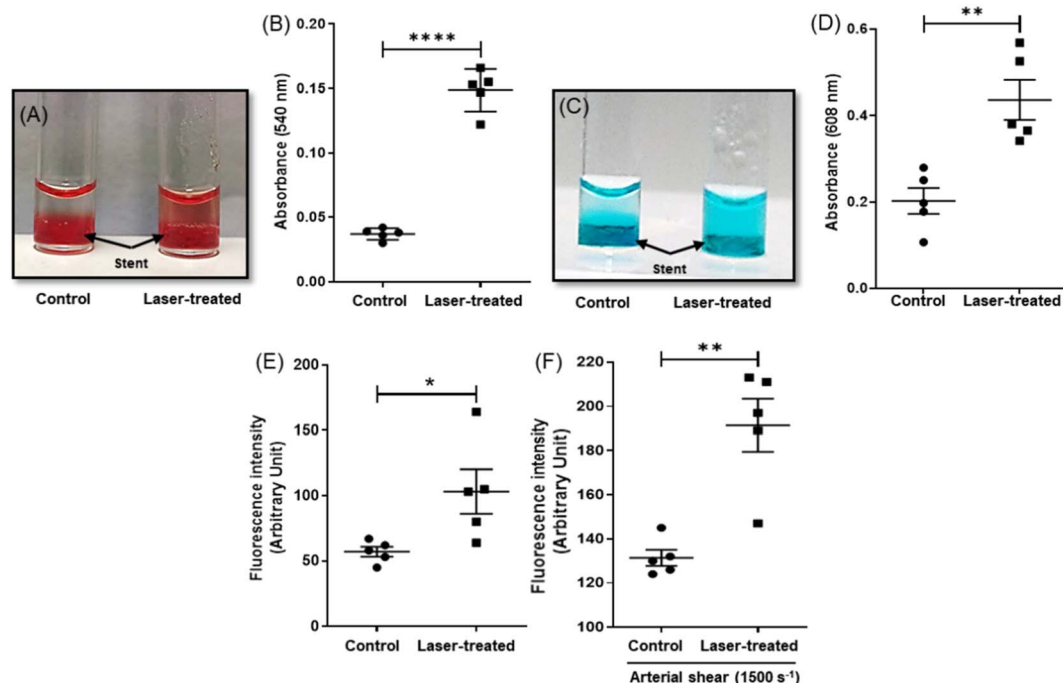 (A)
Stent
Control
Laser-treated
(B)
Absorbance (540 nm)
0.20
0.15
0.10
0.05
0.00
****
Control
Laser-treated
(C)
Stent
Control
Laser-treated
(D)
Absorbance (608 nm)
0.6
0.4
0.2
0.0
**
Control
Laser-treated
(E)
Fluorescence intensity
(Arbitrary Unit)
200
150
100
50
0
*
Control
Laser-treated
(F)
Fluorescence intensity
(Arbitrary Unit)
220
200
180
160
140
120
100
**
Control
Laser-treated
Arterial shear (1500 s⁻¹)